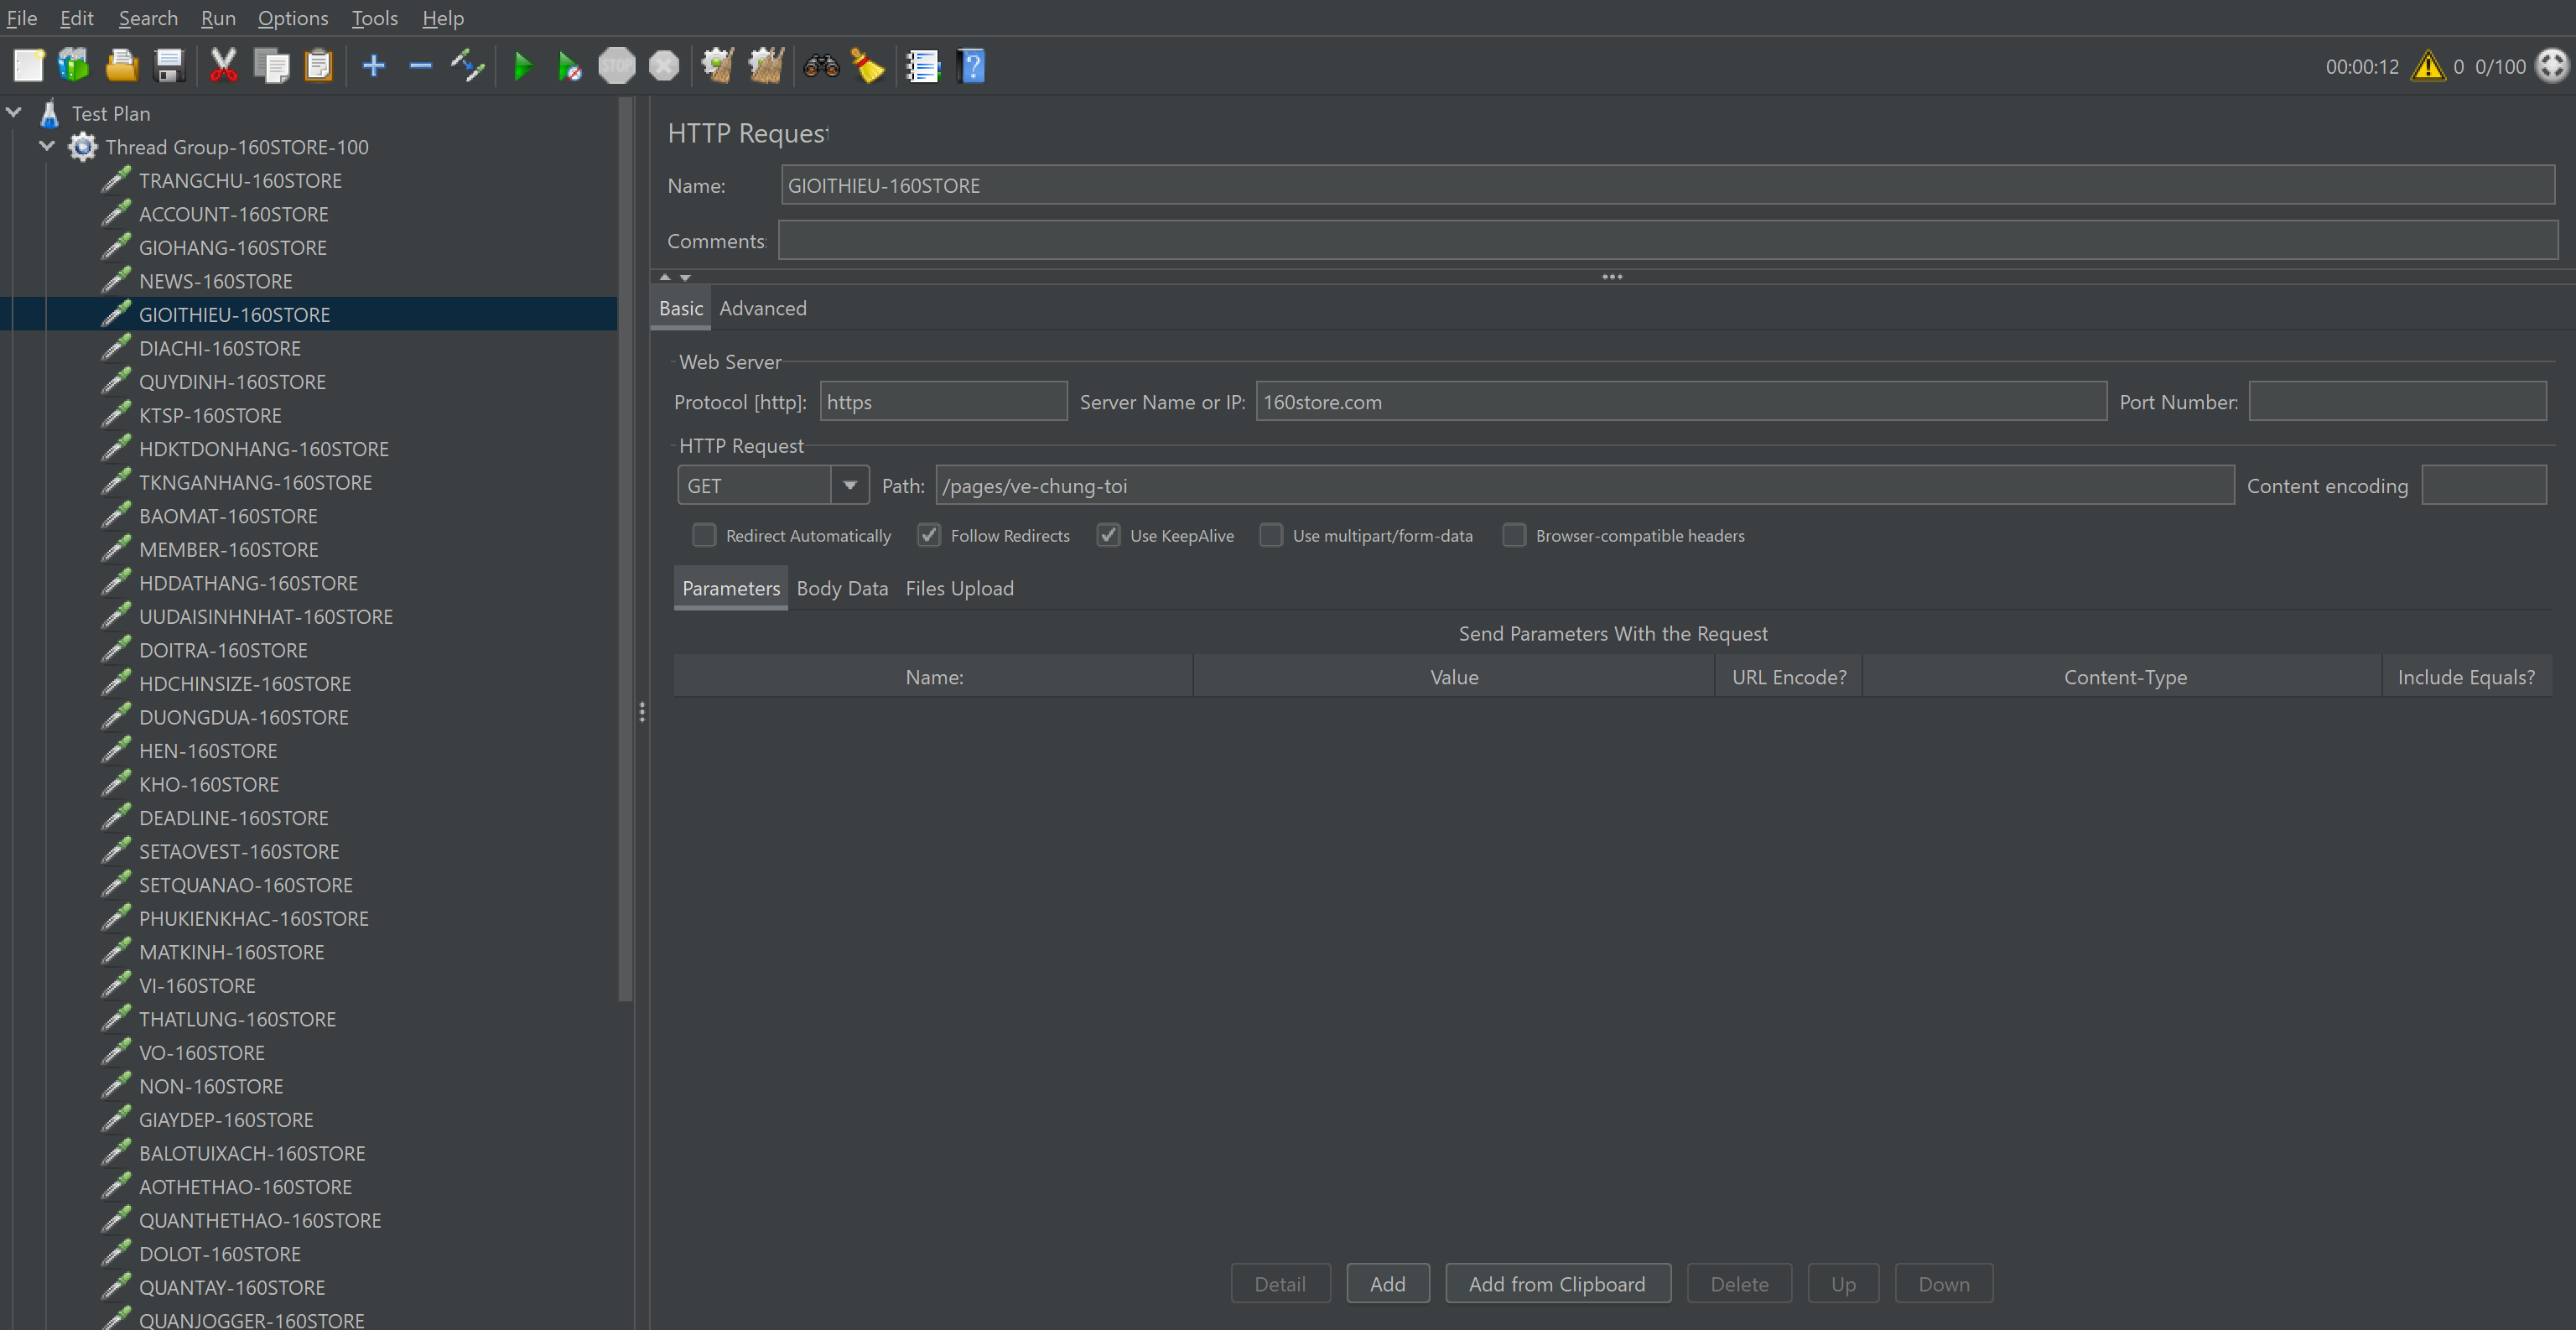 File Edit Search Run Options Tools Help
STOP
00:00:12 0 0/100
Test Plan
Thread Group-160STORE-100
TRANGCHU-160STORE
ACCOUNT-160STORE
GIOHANG-160STORE
NEWS-160STORE
GIOITHIEU-160STORE
DIACHI-160STORE
QUYDINH-160STORE
KTSP-160STORE
HDKTDONHANG-160STORE
TKNGANHANG-160STORE
BAOMAT-160STORE
MEMBER-160STORE
HDDATHANG-160STORE
UUDAISINHNHAT-160STORE
DOITRA-160STORE
HDCHINSIZE-160STORE
DUONGDUA-160STORE
HEN-160STORE
KHO-160STORE
DEADLINE-160STORE
SETAOVEST-160STORE
SETQUANAO-160STORE
PHUKIENKHAC-160STORE
MATKINH-160STORE
VI-160STORE
THATLUNG-160STORE
VO-160STORE
NON-160STORE
GIAYDEP-160STORE
BALOTUIXACH-160STORE
AOTHETHAO-160STORE
QUANTHETHAO-160STORE
DOLOT-160STORE
QUANTAY-160STORE
QUANJOGGER-160STORE
HTTP Request
Name: GIOITHIEU-160STORE
Comments:
Basic Advanced
Web Server
Protocol [http]: https Server Name or IP: 160store.com Port Number:
HTTP Request
GET Path: /pages/ve-chung-toi Content encoding
Redirect Automatically Follow Redirects Use KeepAlive Use multipart/form-data Browser-compatible headers
Parameters Body Data Files Upload
Send Parameters With the Request
Name: Value URL Encode? Content-Type Include Equals?
Detail Add Add from Clipboard Delete Up Down